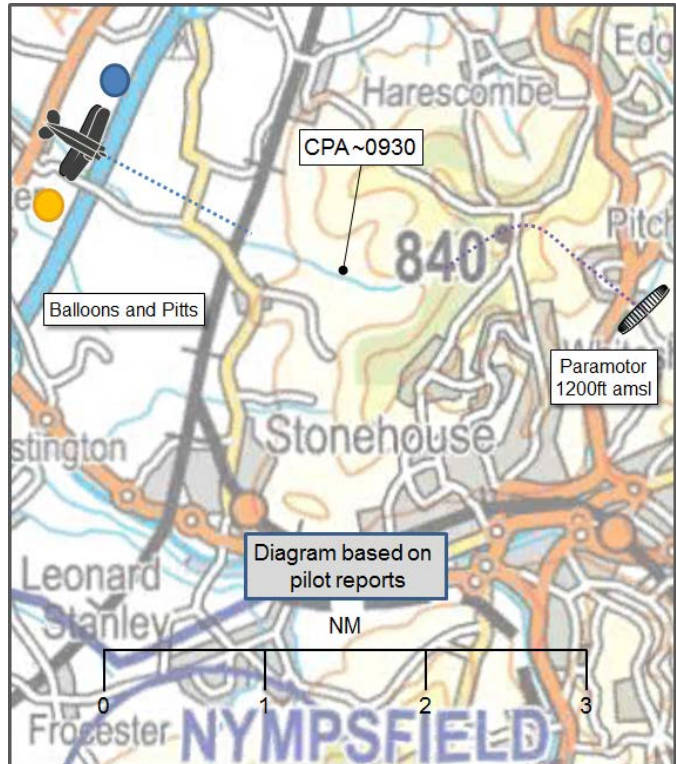 Edg
Harescombe
CPA ~0930
840
Pitch
Balloons and Pitts
Paramotor
1200ft amsl
Stonehouse
stington
Diagram based on
pilot reports
Leonard
Stanley
NM
0
1
2
3
Frocester
NYMPSFIELD